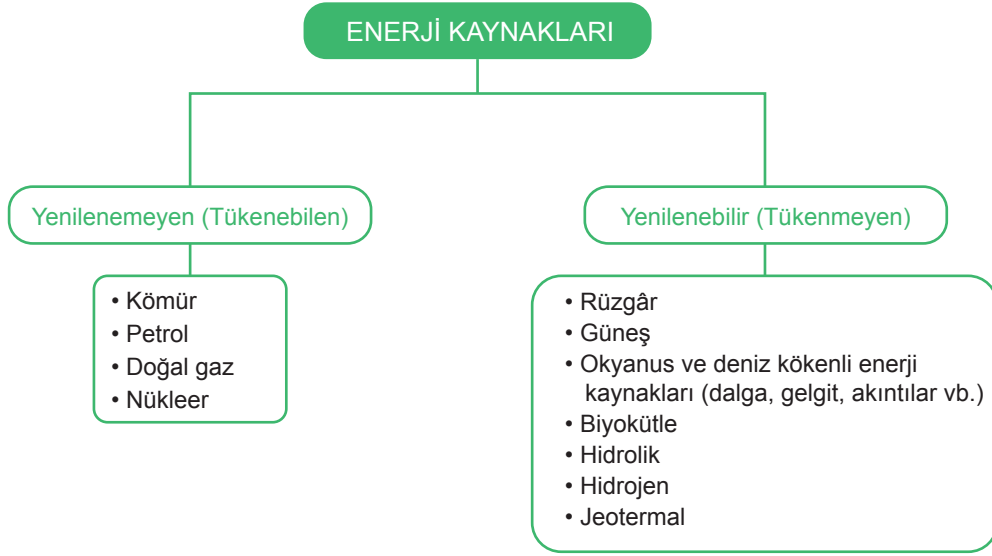 ENERJİ KAYNAKLARI
Yenilenemeyen (Tükenebilen)
• Kömür
• Petrol
• Doğal gaz
• Nükleer
Yenilenebilir (Tükenmeyen)
• Rüzgâr
• Güneş
• Okyanus ve deniz kökenli enerji
kaynakları (dalga, gelgit, akıntılar vb.)
• Biyokütle
• Hidrolik
• Hidrojen
• Jeotermal